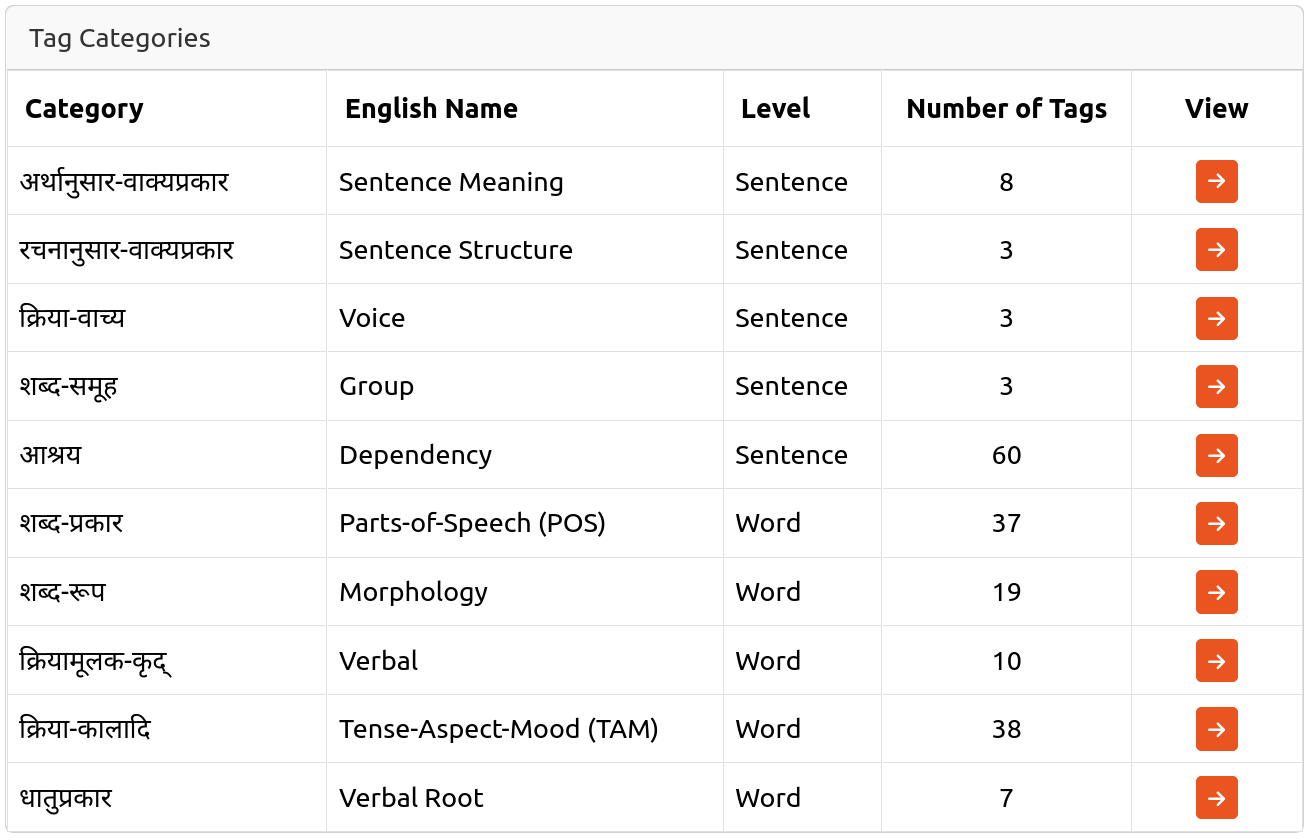 Tag Categories
Category English Name Level Number of Tags View
अर्थानुसार-वाक्यप्रकार Sentence Meaning Sentence 8
रचनानुसार-वाक्यप्रकार Sentence Structure Sentence 3
क्रिया-वाच्य Voice Sentence 3
शब्द-समूह Group Sentence 3
आश्रय Dependency Sentence 60
शब्द-प्रकार Parts-of-Speech (POS) Word 37
शब्द-रूप Morphology Word 19
क्रियामूलक-कृद् Verbal Word 10
क्रिया-कालादि Tense-Aspect-Mood (TAM) Word 38
धातुप्रकार Verbal Root Word 7